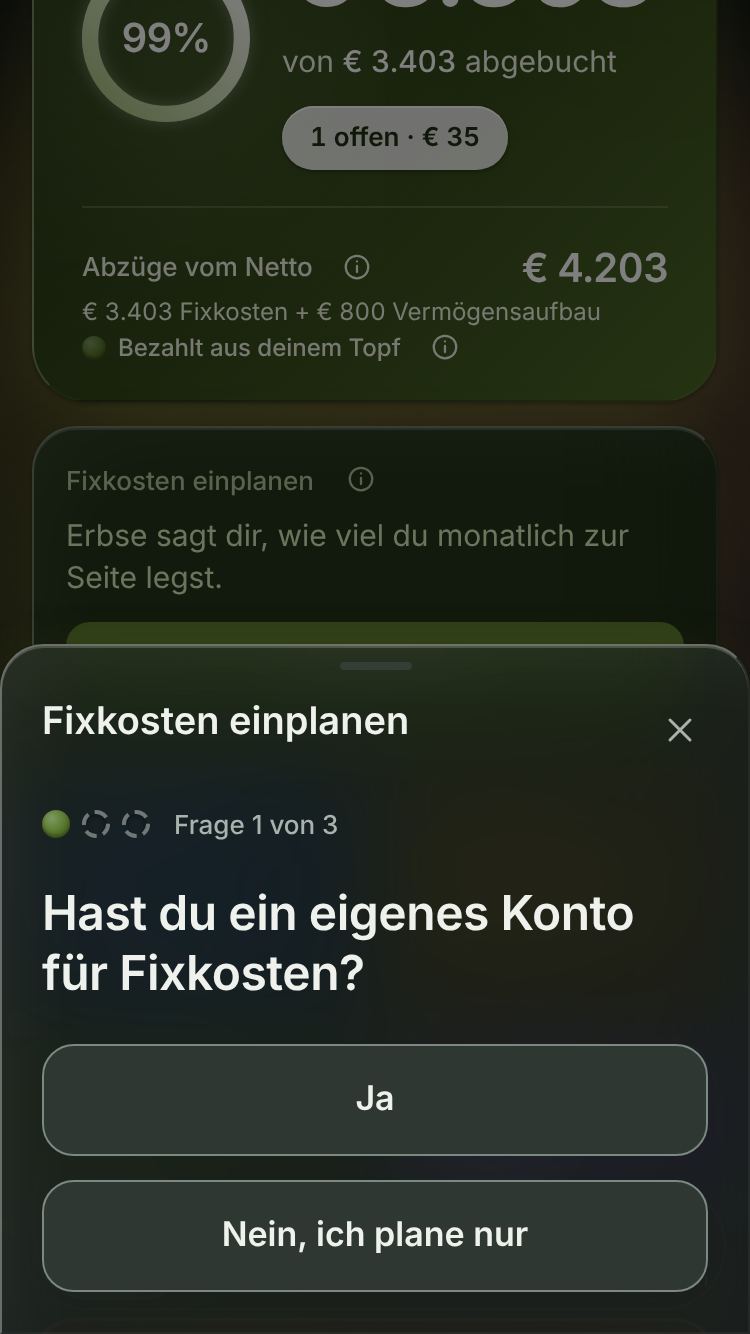 99%
von € 3.403 abgebucht
1 offen · € 35
Abzüge vom Netto
€ 4.203
€ 3.403 Fixkosten + € 800 Vermögensaufbau
Bezahlt aus deinem Topf
Fixkosten einplanen
Erbse sagt dir, wie viel du monatlich zur
Seite legst.
Fixkosten einplanen
Frage 1 von 3
Hast du ein eigenes Konto
für Fixkosten?
Ja
Nein, ich plane nur